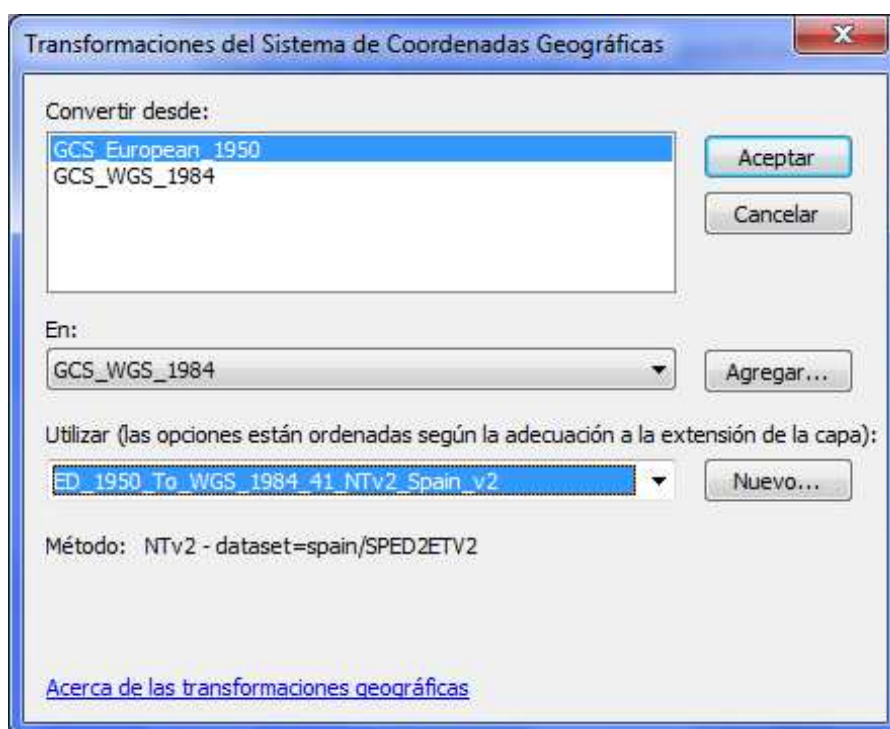 Transformaciones del Sistema de Coordenadas Geográficas
Convertir desde:
GCS_European_1950
GCS_WGS_1984
Aceptar
Cancelar
En:
GCS_WGS_1984
Agregar...
Utilizar (las opciones están ordenadas según la adecuación a la extensión de la capa):
ED_1950_To_WGS_1984_41_NTv2_Spain_v2
Nuevo...
Método: NTv2 - dataset=spain/SPED2ETV2
Acerca de las transformaciones geográficas